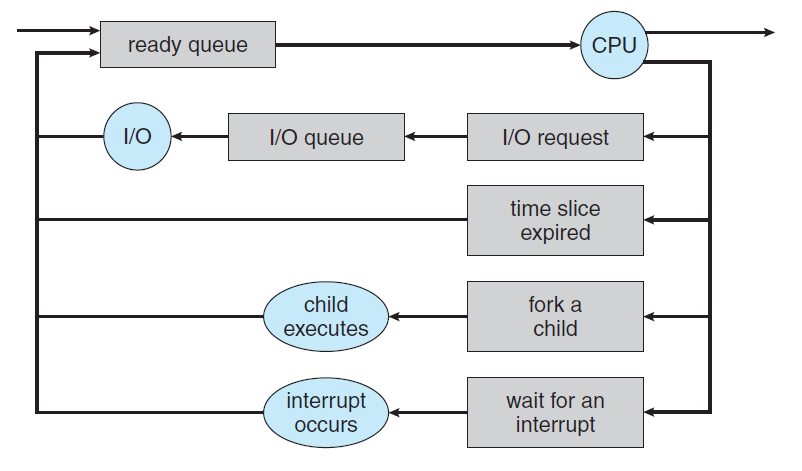 ready queue
CPU
I/O
I/O queue
I/O request
time slice
expired
child
executes
fork a
child
interrupt
occurs
wait for an
interrupt